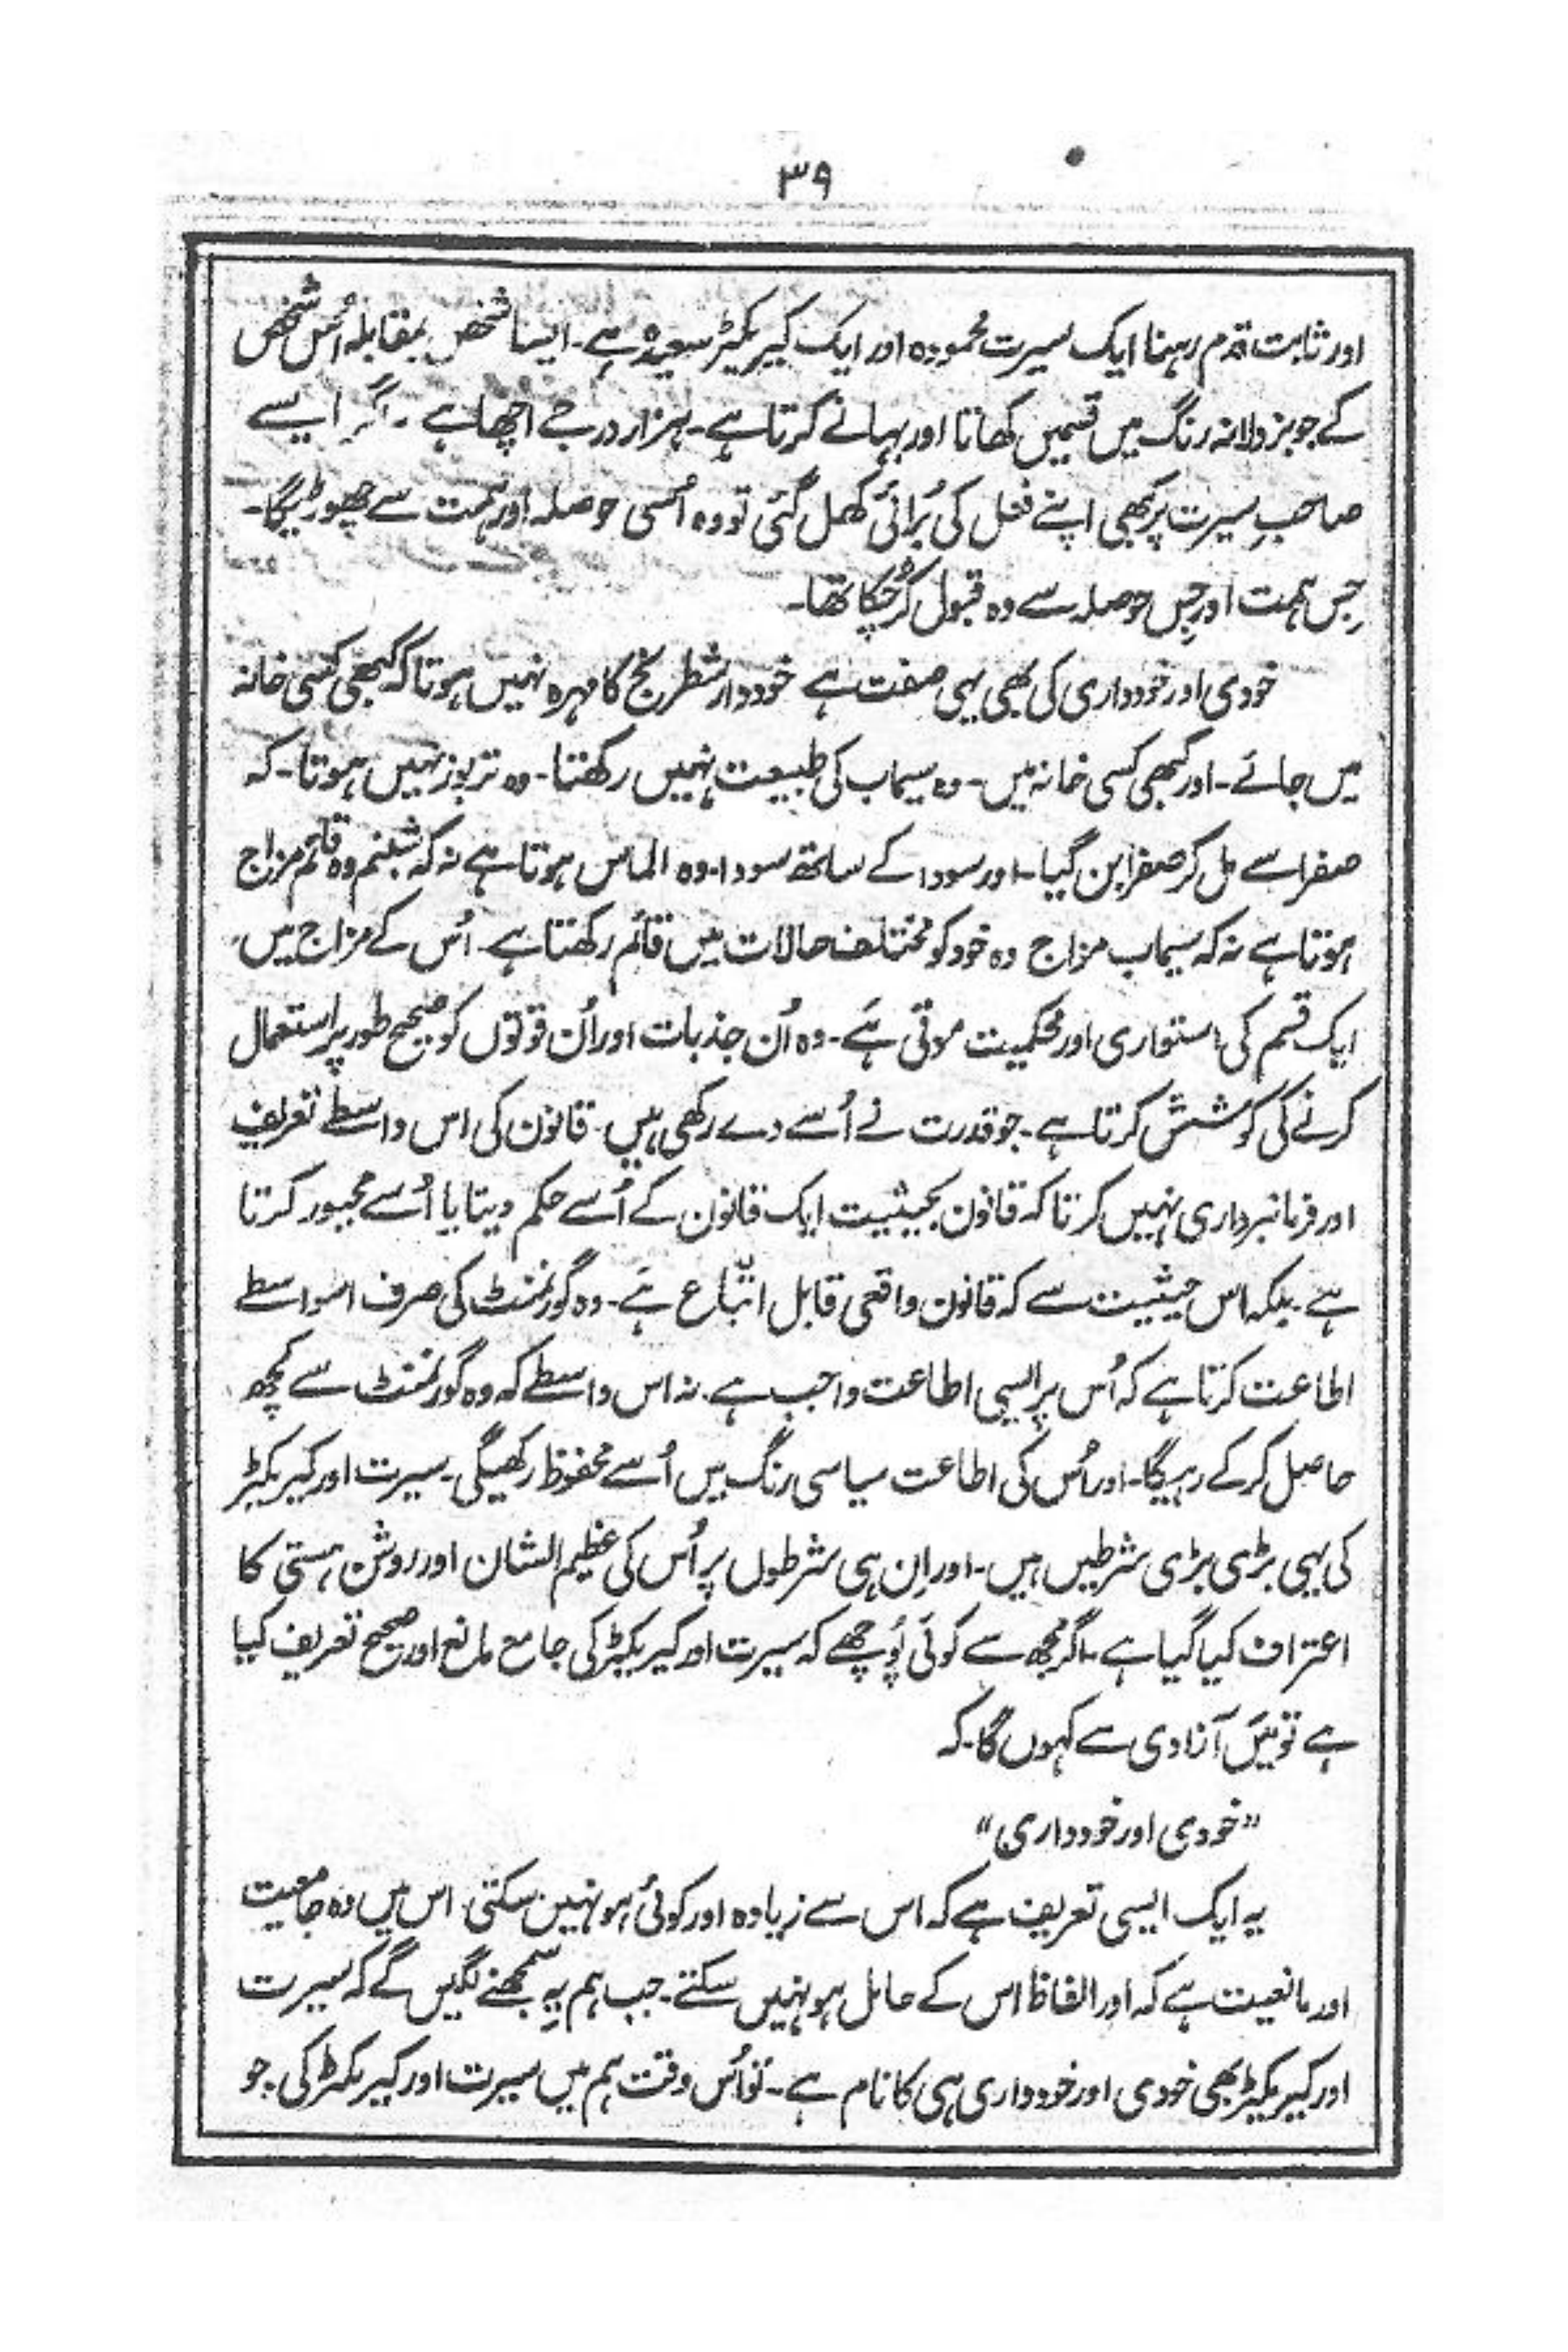 ۳۹
اور ثابت قدم رہنا ایک سیرت محمودہ اور ایک کیریکٹر سعیدہ ہے۔ ایسا شخص بمقابلہ اُس شخص
کے جو بزدلانہ رنگ میں قسمیں کھاتا اور بہانے کرتا ہے۔ ہزار درجے اچھا ہے۔ اگر ایسے
صاحبِ سیرت پر کبھی اپنے فعل کی بُرائی کھل گئی تو وہ اُسی حوصلہ اور ہمت سے چھوڑ دیگا۔
جِس ہمت اور جِس حوصلہ سے وہ قبول کر چُکا تھا۔
خودی اور خودداری کی بھی یہی صفت ہے خوددار شطرنج کا مہرہ نہیں ہوتا کہ کبھی کسی خانہ
میں جائے۔ اور کبھی کسی خانہ میں۔ وہ سیماب کی طبیعت نہیں رکھتا۔ وہ تربوز نہیں ہوتا۔ کہ
صفرا سے مل کر صفرا بن گیا۔ اور سودا کے ساتھ سودا۔ وہ الماس ہوتا ہے نہ کہ شبنم وہ قائم مزاج
ہوتا ہے نہ کہ سیماب مزاج وہ خود کو مختلف حالات میں قائم رکھتا ہے۔ اُس کے مزاج میں
ایک قسم کی استواری اور محکمیت ہوتی ہے۔ وہ اُن جذبات اور اُن قوتوں کو صحیح طور پر استعمال
کرنے کی کوشش کرتا ہے۔ جو قدرت نے اُسے دے رکھی ہیں۔ قانون کی اس واسطے تعریف
اور فرمانبرداری نہیں کرتا کہ قانون بحیثیت ایک قانون کے اُسے حکم دیتا یا اُسے مجبور کرتا
ہے۔ بلکہ اس حیثیت سے کہ قانون واقعی قابل اتباع ہے۔ وہ گورنمنٹ کی صرف اسواسطے
اطاعت کرتا ہے کہ اُس پر ایسی اطاعت واجب ہے۔ نہ اس واسطے کہ وہ گورنمنٹ سے کچھ
حاصل کر کے رہیگا۔ اور اُس کی اطاعت سیاسی رنگ میں اُسے محفوظ رکھیگی۔ سیرت اور کیریکٹر
کی یہی بڑی بڑی شرطیں ہیں۔ اور اِن ہی شرطوں پر اُس کی عظیم الشان اور روشن ہستی کا
اعتراف کیا گیا ہے۔ اگر مجھ سے کوئی پُوچھے کہ سیرت اور کیریکٹر کی جامع مانع اور صحیح تعریف کیا
ہے تو میَں آزادی سے کہوں گا۔ کہ
”خودی اور خودداری“
یہ ایک ایسی تعریف ہے کہ اس سے زیادہ اور کوئی ہو نہیں سکتی۔ اس میں وہ جامعیت
اور مانعیت ہے کہ اور الفاظ اس کے حامل ہو نہیں سکتے۔ جب ہم یہ سمجھنے لگیں گے کہ سیرت
اور کیریکٹر بھی خودی اور خودداری ہی کا نام ہے۔ تو اُس وقت ہم میں سیرت اور کیریکٹر کی جو